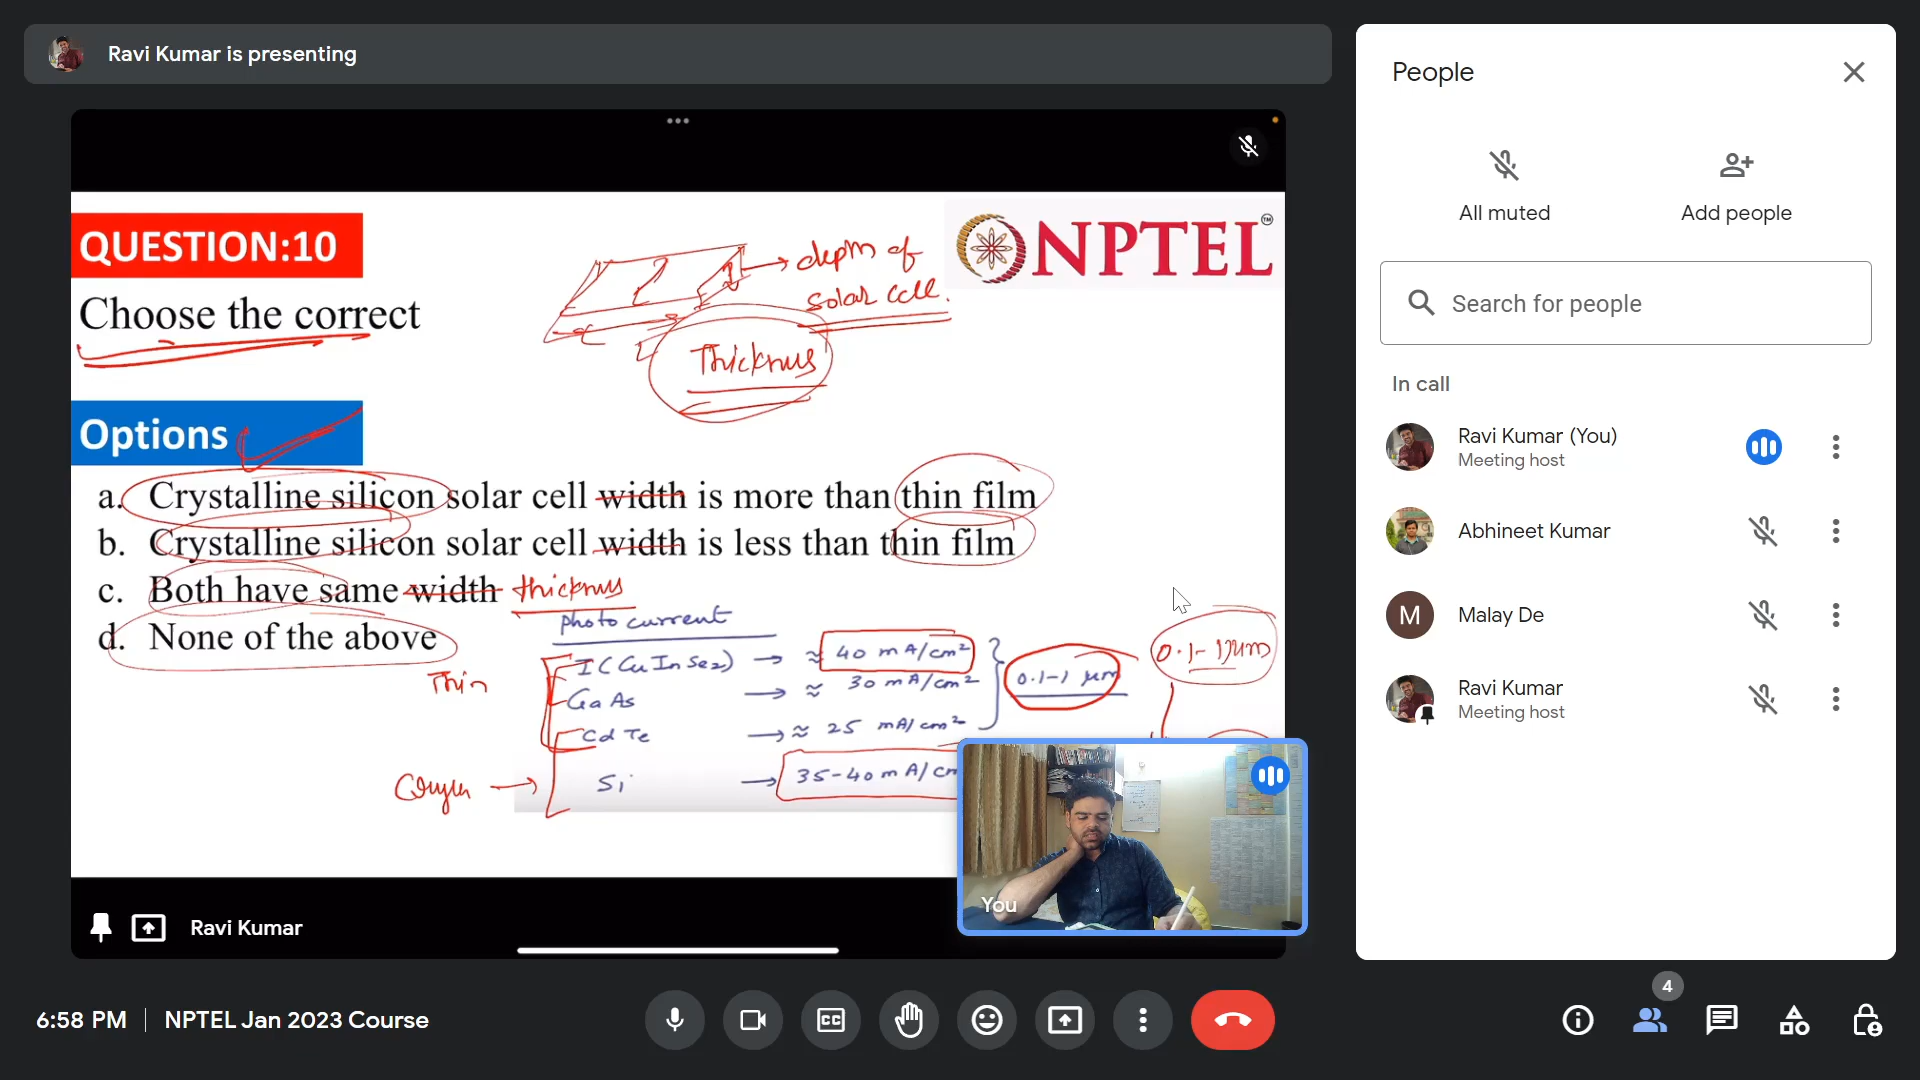 Ravi Kumar is presenting
QUESTION:10
Choose the correct
depth of
solar cell.
Thickness
NPTEL
TM
Options
a. Crystalline silicon solar cell width is more than thin film
b. Crystalline silicon solar cell width is less than thin film
c. Both have same width thickness
d. None of the above
Photo current
I (CuInSe2) → ≈ 40 mA/cm²
GaAs → ≈ 30 mA/cm²
CdTe → ≈ 25 mA/cm²
Si → 35-40 mA/cm
0.1-1 μm
Thin
You
Ravi Kumar
6:58 PM
NPTEL Jan 2023 Course
CC
People
All muted
Add people
Search for people
In call
Ravi Kumar (You)
Meeting host
Abhineet Kumar
M
Malay De
Ravi Kumar
Meeting host
4